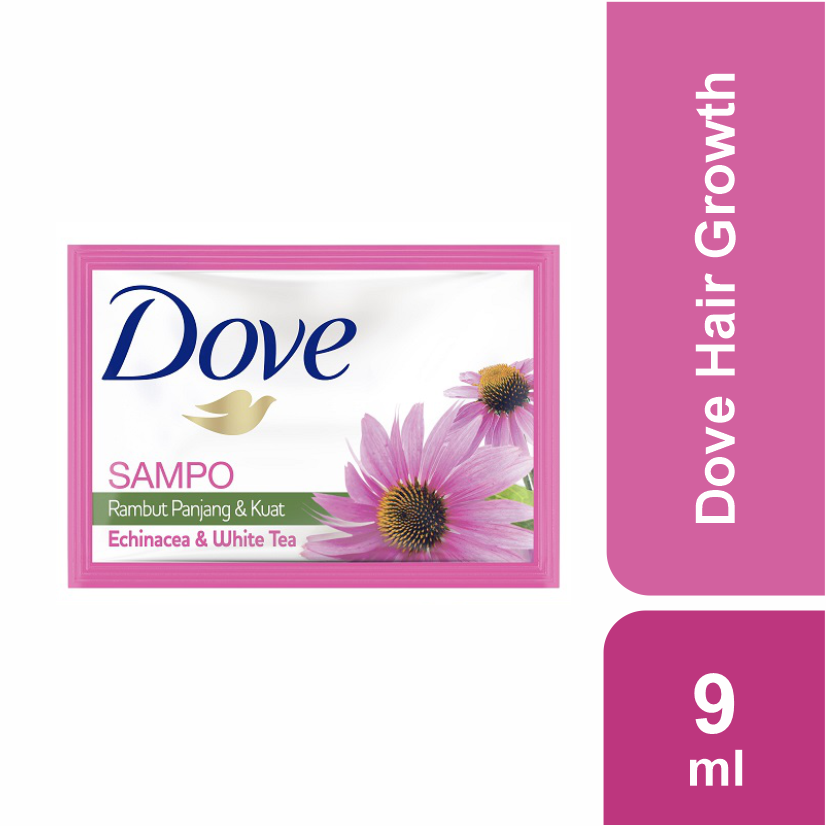 Dove
SAMPO
Rambut Panjang & Kuat
Echinacea & White Tea
Dove Hair Growth
9
ml